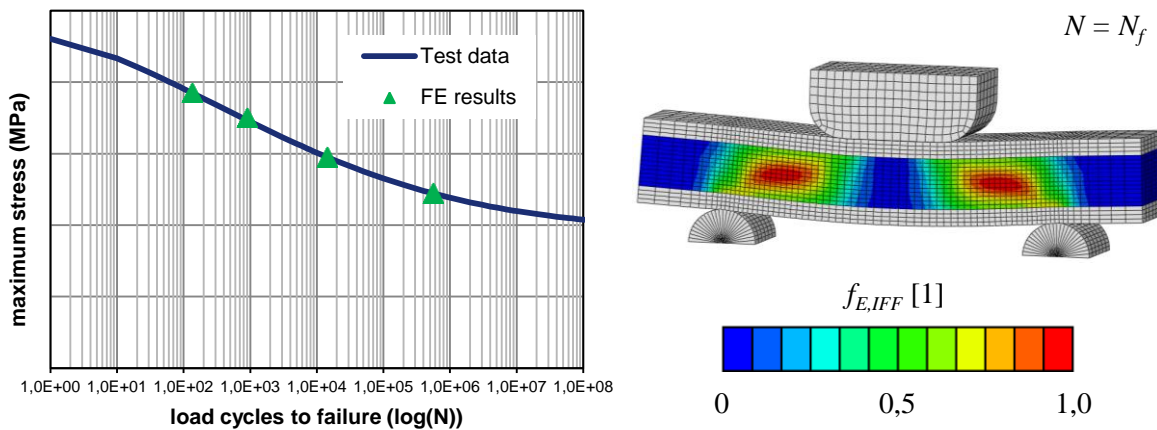 maximum stress (MPa)
Test data
FE results
1,0E+00 1,0E+01 1,0E+02 1,0E+03 1,0E+04 1,0E+05 1,0E+06 1,0E+07 1,0E+08
load cycles to failure (log(N))
N = N_f
f_{E,IFF} [1]
0 0,5 1,0